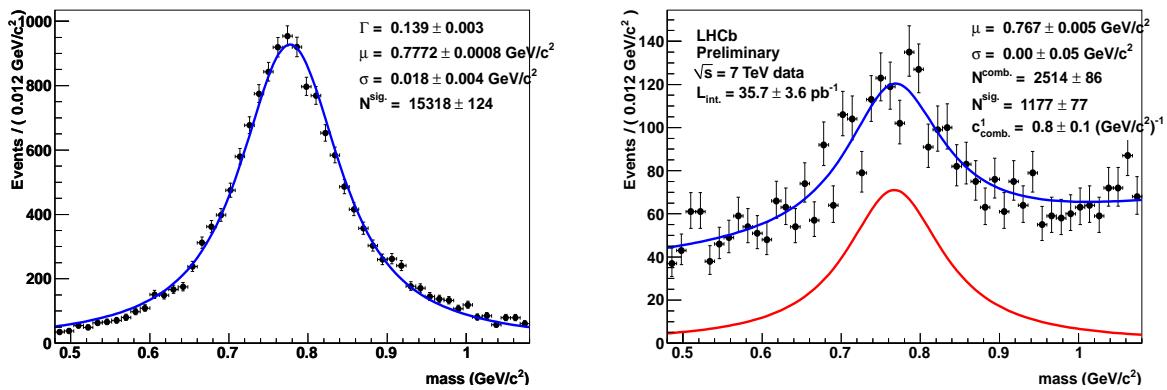 Events / ( 0.012 GeV/c² )
1000
800
600
400
200
0
0.5 0.6 0.7 0.8 0.9 1
mass (GeV/c²)
Γ = 0.139 ± 0.003
μ = 0.7772 ± 0.0008 GeV/c²
σ = 0.018 ± 0.004 GeV/c²
N^sig. = 15318 ± 124
Events / ( 0.012 GeV/c² )
140
120
100
80
60
40
20
0
0.5 0.6 0.7 0.8 0.9 1
mass (GeV/c²)
LHCb
Preliminary
√s = 7 TeV data
L_int. = 35.7 ± 3.6 pb⁻¹
μ = 0.767 ± 0.005 GeV/c²
σ = 0.00 ± 0.05 GeV/c²
N^comb. = 2514 ± 86
N^sig. = 1177 ± 77
c¹_comb. = 0.8 ± 0.1 (GeV/c²)⁻¹